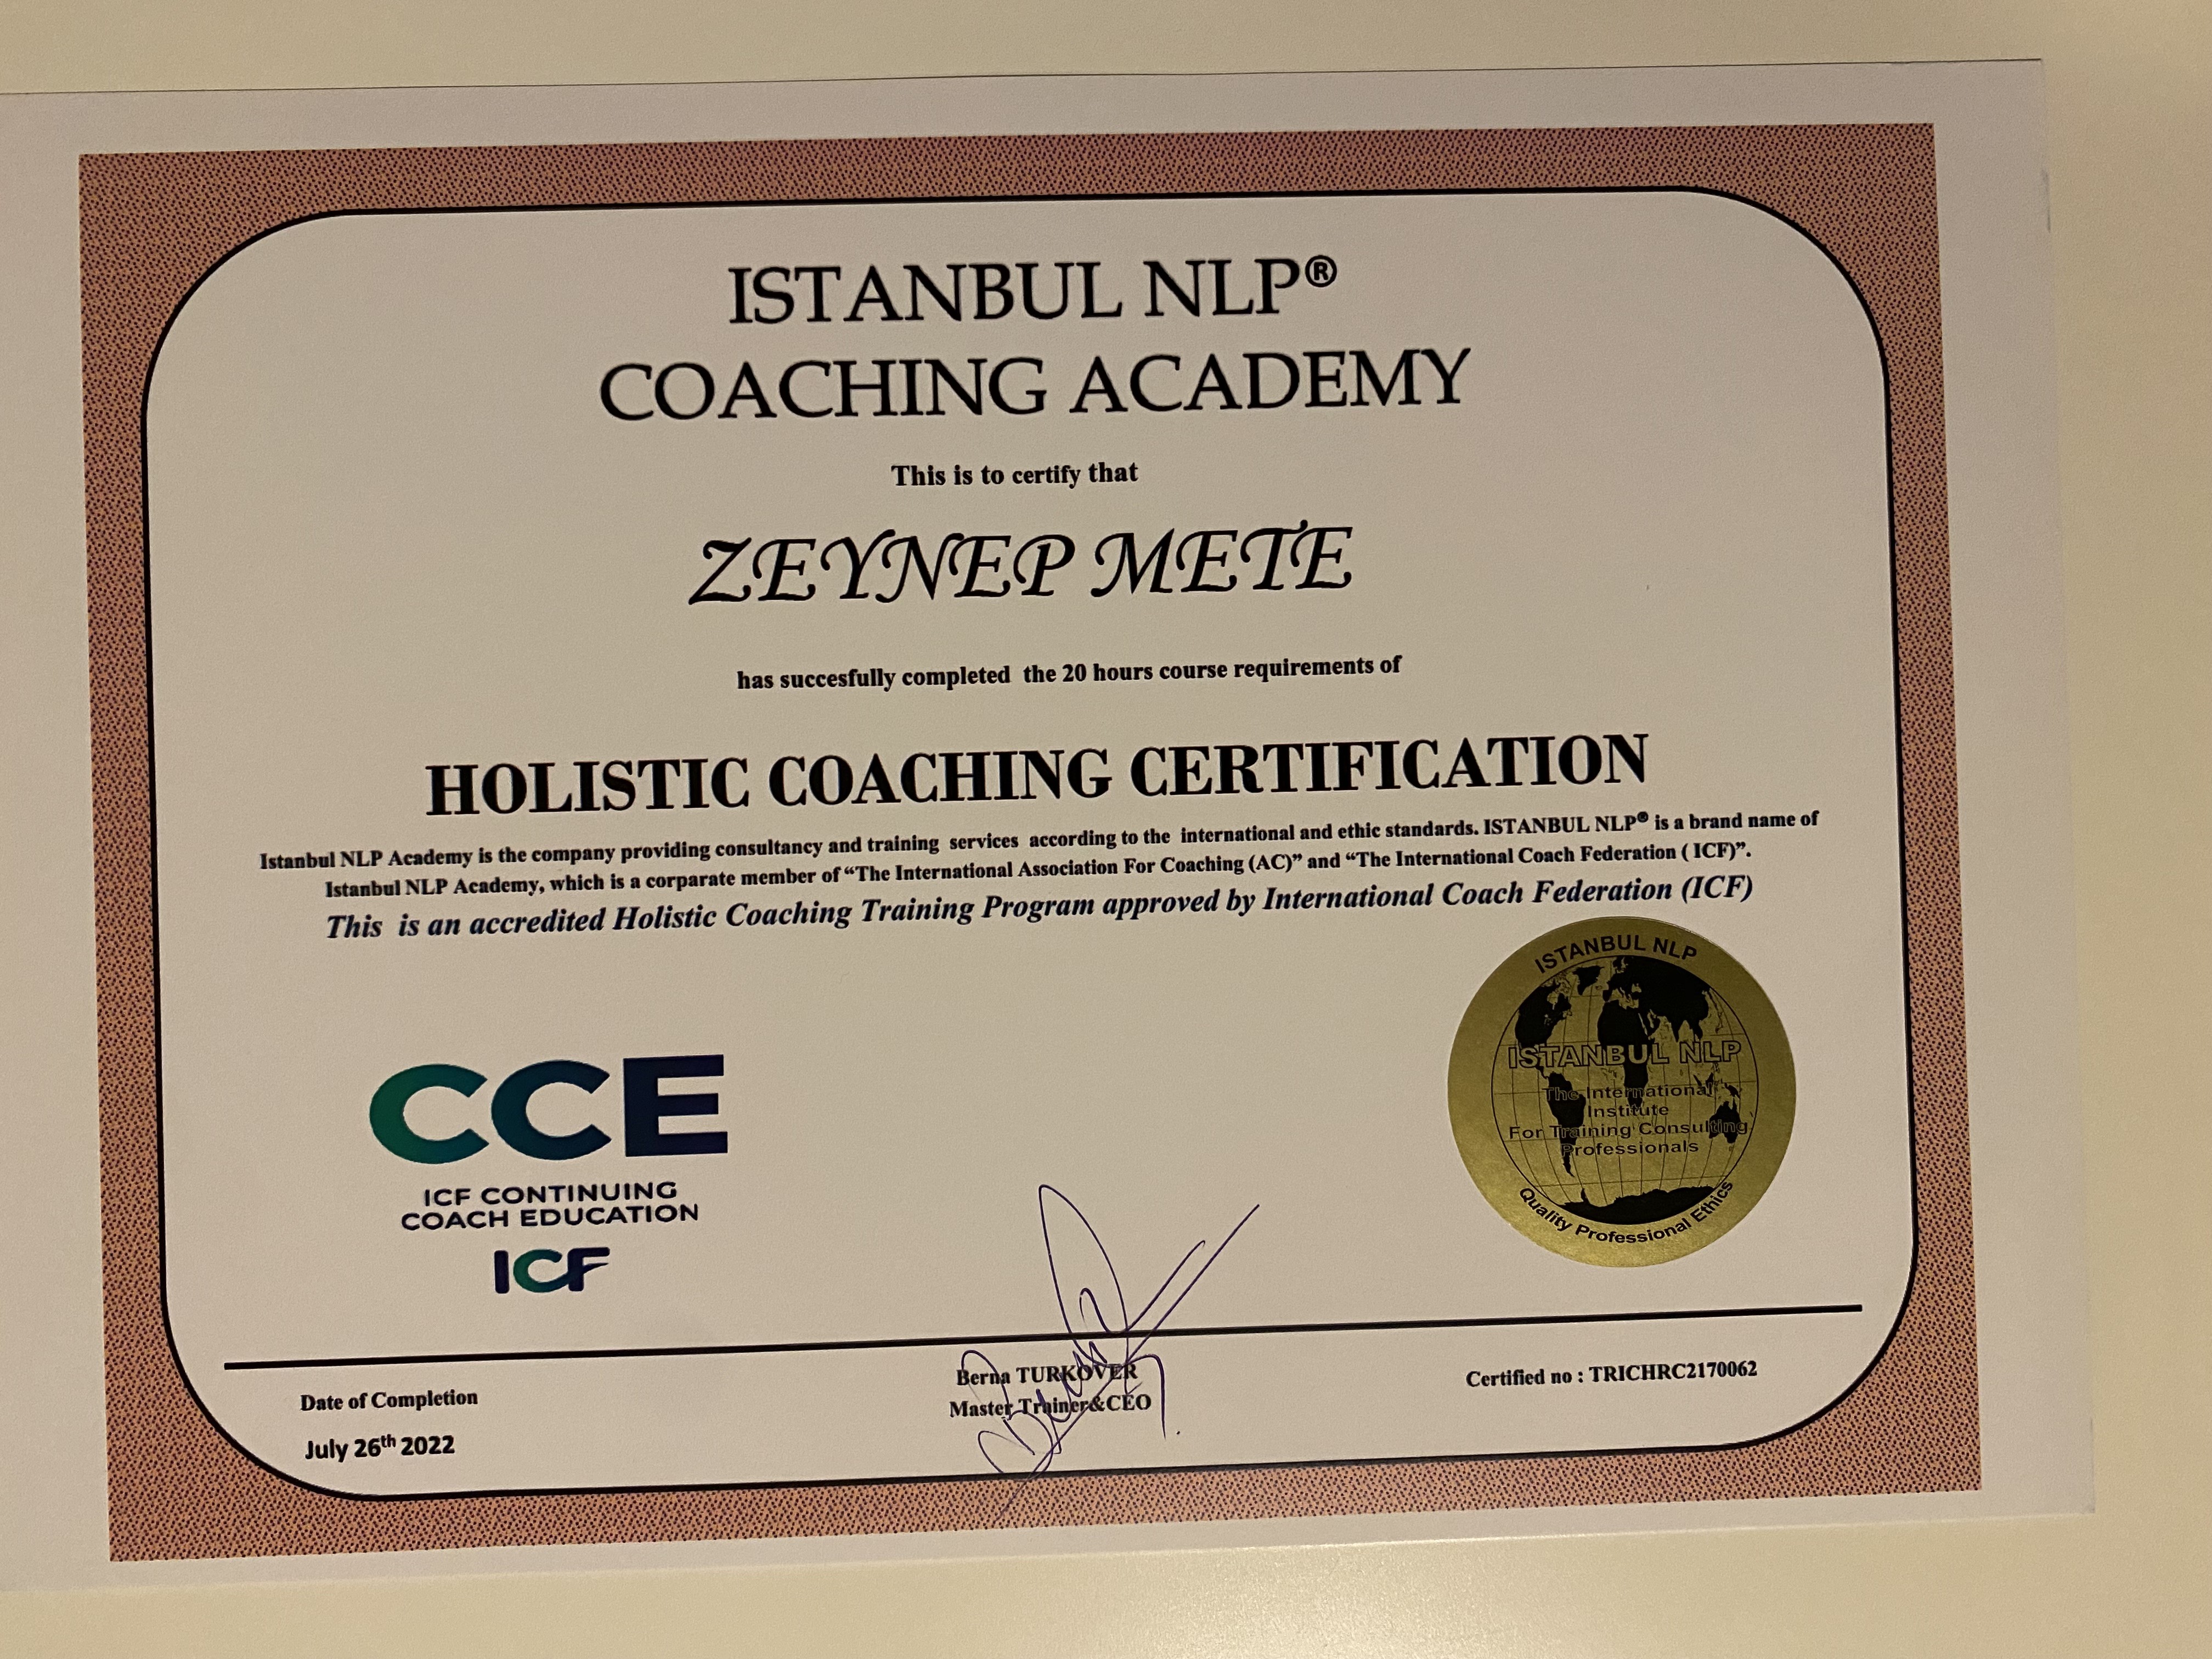 ISTANBUL NLP®
COACHING ACADEMY
This is to certify that
ZEYNEP METE
has succesfully completed the 20 hours course requirements of
HOLISTIC COACHING CERTIFICATION
Istanbul NLP Academy is the company providing consultancy and training services according to the international and ethic standards. ISTANBUL NLP® is a brand name of
Istanbul NLP Academy, which is a corparate member of “The International Association For Coaching (AC)” and “The International Coach Federation ( ICF)”.
This is an accredited Holistic Coaching Training Program approved by International Coach Federation (ICF)
CCE
ICF CONTINUING
COACH EDUCATION
ICF
ISTANBUL NLP
ISTANBUL NLP
The International
Institute
For Training Consulting
Professionals
Quality Professional Ethics
Date of Completion
July 26th 2022
Berna TURKOVER
Master Trainer&CEO
Certified no : TRICHRC2170062